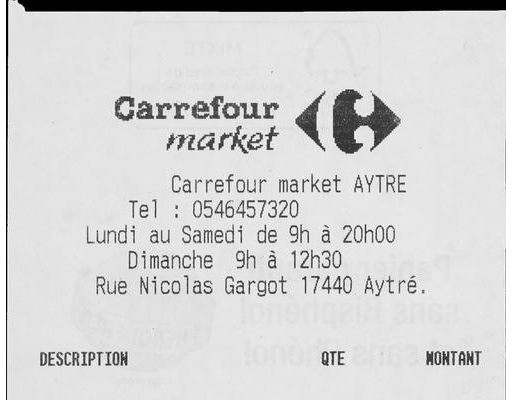 Carrefour
market
Carrefour market AYTRE
Tel : 0546457320
Lundi au Samedi de 9h à 20h00
Dimanche 9h à 12h30
Rue Nicolas Gargot 17440 Aytré.
DESCRIPTION QTE MONTANT